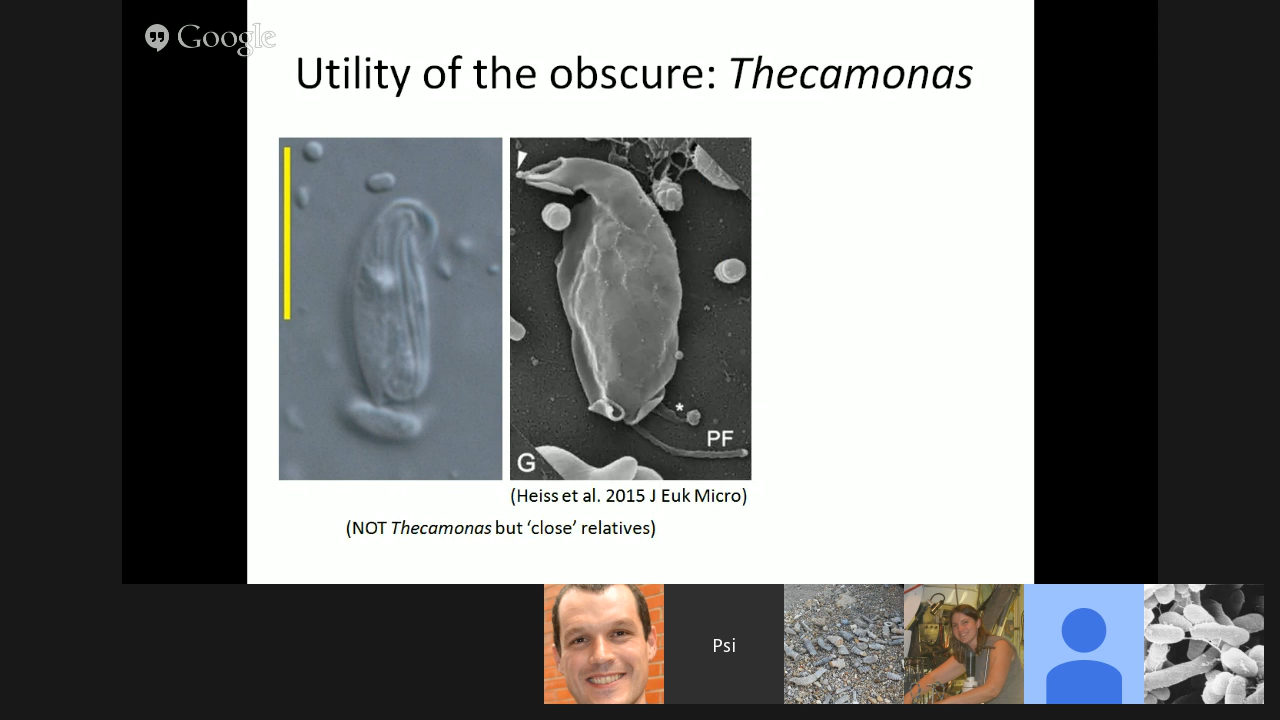 Google
Utility of the obscure: Thecamonas
*
PF
G
(Heiss et al. 2015 J Euk Micro)
(NOT Thecamonas but ‘close’ relatives)
Psi